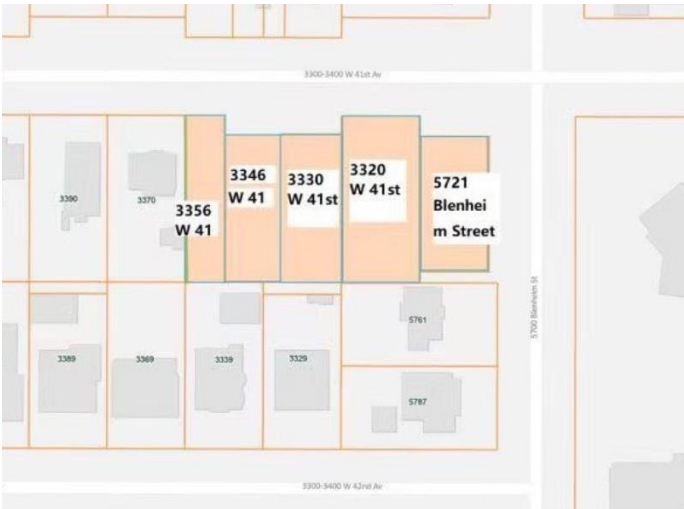 3300-3400 W 41st Av
3390
3370
3356
W 41
3346
W 41
3330
W 41st
3320
W 41st
5721
Blenhei
m Street
5700 Blenheim St
3389
3369
3339
3329
5761
5787
3300-3400 W 42nd Av